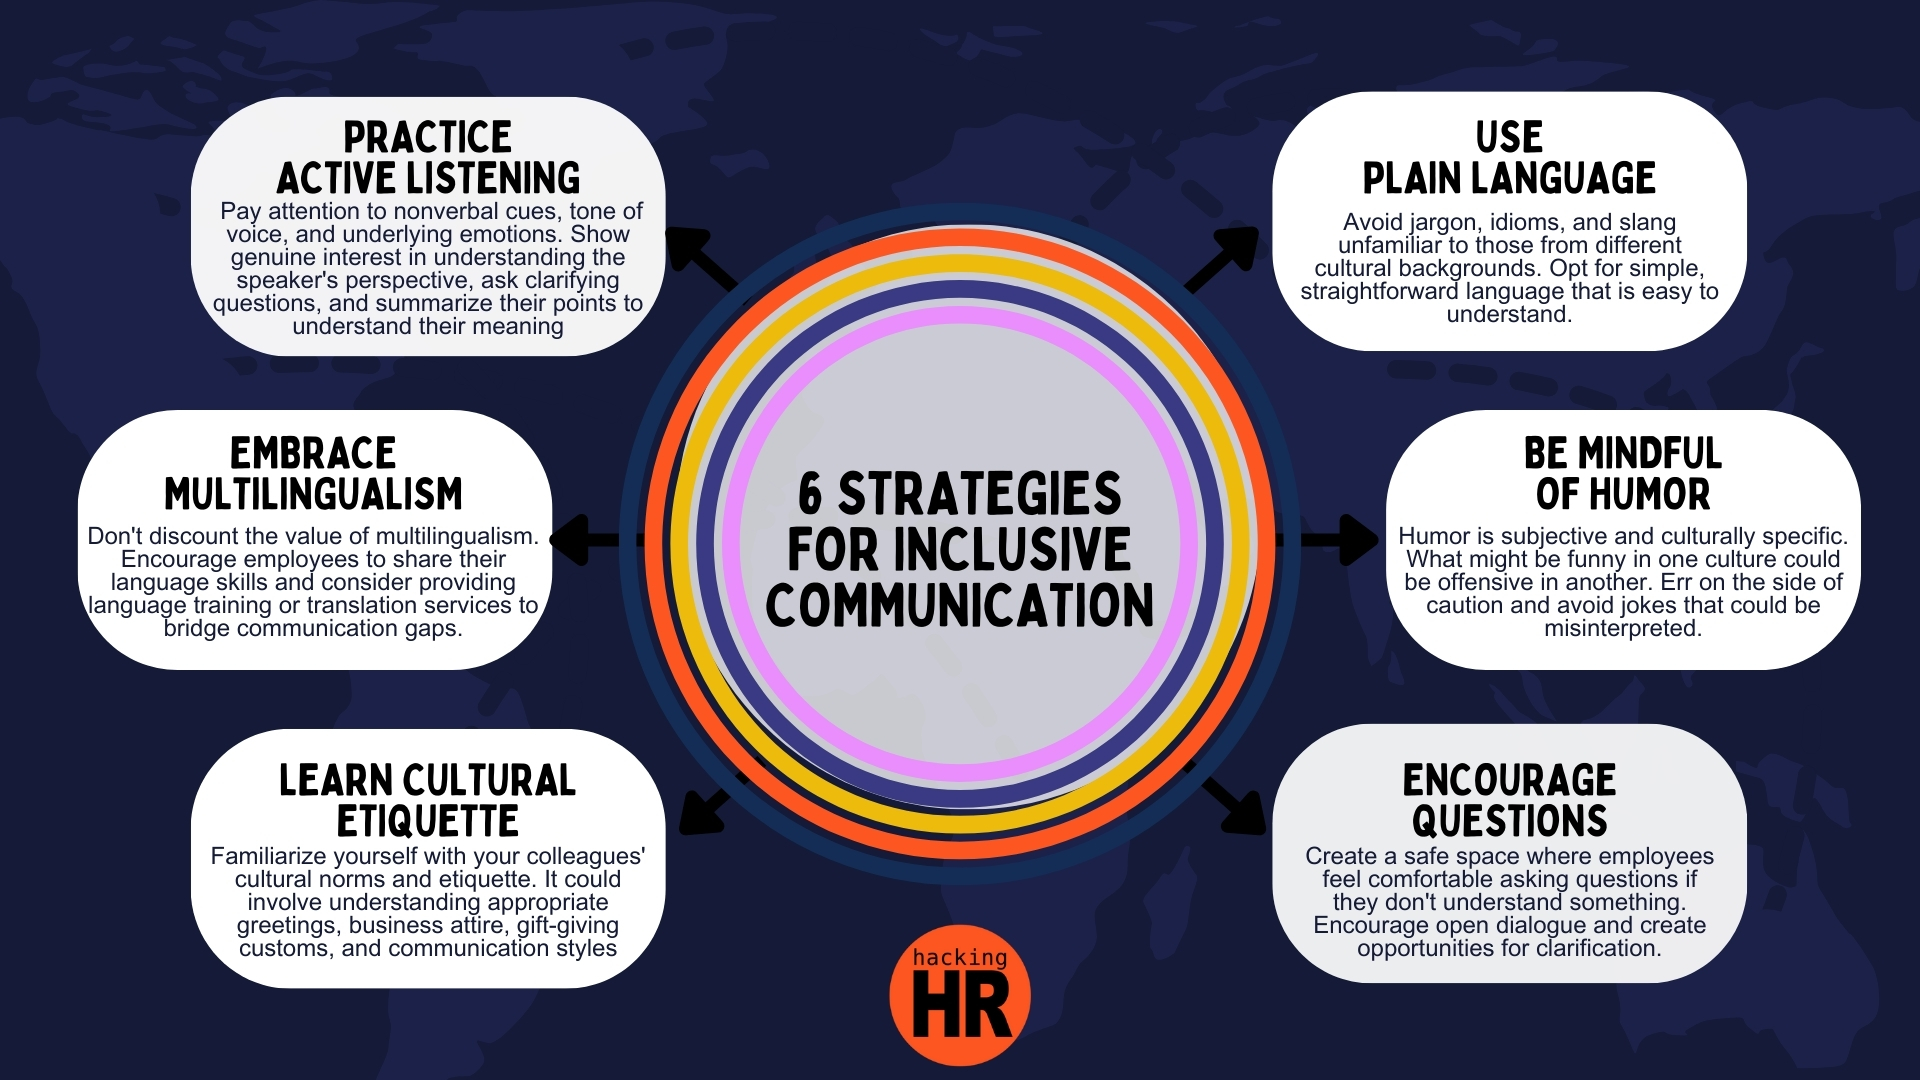 PRACTICE
ACTIVE LISTENING
Pay attention to nonverbal cues, tone of
voice, and underlying emotions. Show
genuine interest in understanding the
speaker's perspective, ask clarifying
questions, and summarize their points to
understand their meaning
EMBRACE
MULTILINGUALISM
Don't discount the value of multilingualism.
Encourage employees to share their
language skills and consider providing
language training or translation services to
bridge communication gaps.
LEARN CULTURAL
ETIQUETTE
Familiarize yourself with your colleagues'
cultural norms and etiquette. It could
involve understanding appropriate
greetings, business attire, gift-giving
customs, and communication styles
6 STRATEGIES
FOR INCLUSIVE
COMMUNICATION
USE
PLAIN LANGUAGE
Avoid jargon, idioms, and slang
unfamiliar to those from different
cultural backgrounds. Opt for simple,
straightforward language that is easy to
understand.
BE MINDFUL
OF HUMOR
Humor is subjective and culturally specific.
What might be funny in one culture could
be offensive in another. Err on the side of
caution and avoid jokes that could be
misinterpreted.
ENCOURAGE
QUESTIONS
Create a safe space where employees
feel comfortable asking questions if
they don't understand something.
Encourage open dialogue and create
opportunities for clarification.
hacking
HR